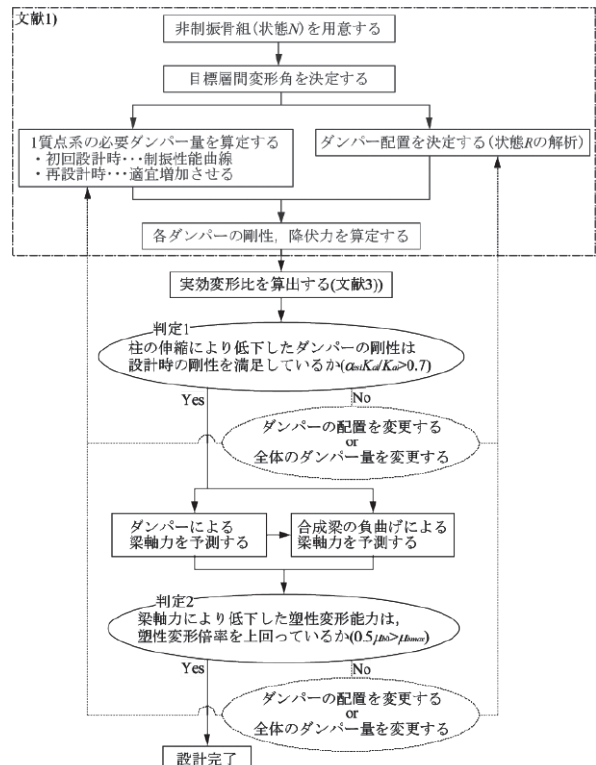 文献1)
非制振骨組(状態N)を用意する
目標層間変形角を決定する
1質点系の必要ダンパー量を算定する
・初回設計時･･･制振性能曲線
・再設計時･･･適宜増加させる
ダンパー配置を決定する(状態Rの解析)
各ダンパーの剛性，降伏力を算定する
実効変形比を算出する(文献3))
判定1
柱の伸縮により低下したダンパーの剛性は
設計時の剛性を満足しているか(
>0.7)
Yes
No
ダンパーの配置を変更する
or
全体のダンパー量を変更する
ダンパーによる
梁軸力を予測する
合成梁の負曲げによる
梁軸力を予測する
判定2
梁軸力により低下した塑性変形能力は，
塑性変形倍率を上回っているか(0.5
Yes
No
ダンパーの配置を変更する
or
全体のダンパー量を変更する
設計完了